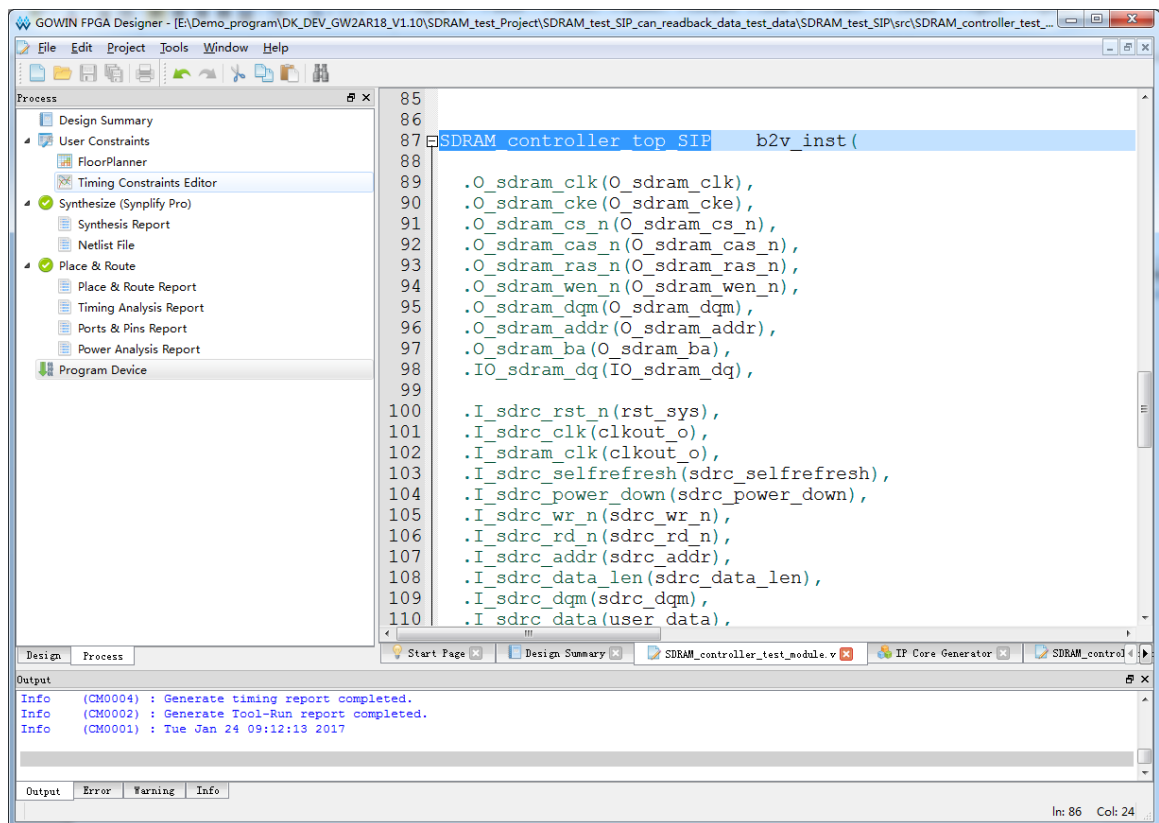 GOWIN FPGA Designer - [E:\Demo_program\DK_DEV_GW2AR18_V1.10\SDRAM_test_Project\SDRAM_test_SIP_can_readback_data_test_data\SDRAM_test_SIP\src\SDRAM_controller_test_...
File Edit Project Tools Window Help
Process
Design Summary
User Constraints
FloorPlanner
Timing Constraints Editor
Synthesize (Synplify Pro)
Synthesis Report
Netlist File
Place & Route
Place & Route Report
Timing Analysis Report
Ports & Pins Report
Power Analysis Report
Program Device
Design Process
85
86
87 SDRAM_controller_top_SIP b2v_inst(
88
89 .O_sdram_clk(O_sdram_clk),
90 .O_sdram_cke(O_sdram_cke),
91 .O_sdram_cs_n(O_sdram_cs_n),
92 .O_sdram_cas_n(O_sdram_cas_n),
93 .O_sdram_ras_n(O_sdram_ras_n),
94 .O_sdram_wen_n(O_sdram_wen_n),
95 .O_sdram_dqm(O_sdram_dqm),
96 .O_sdram_addr(O_sdram_addr),
97 .O_sdram_ba(O_sdram_ba),
98 .IO_sdram_dq(IO_sdram_dq),
99
100 .I_sdrc_rst_n(rst_sys),
101 .I_sdrc_clk(clkout_o),
102 .I_sdram_clk(clkout_o),
103 .I_sdrc_selfrefresh(sdrc_selfrefresh),
104 .I_sdrc_power_down(sdrc_power_down),
105 .I_sdrc_wr_n(sdrc_wr_n),
106 .I_sdrc_rd_n(sdrc_rd_n),
107 .I_sdrc_addr(sdrc_addr),
108 .I_sdrc_data_len(sdrc_data_len),
109 .I_sdrc_dqm(sdrc_dqm),
110 .I_sdrc_data(user_data),
Start Page Design Summary SDRAM_controller_test_module.v IP Core Generator SDRAM_control
Output
Info (CM0004) : Generate timing report completed.
Info (CM0002) : Generate Tool-Run report completed.
Info (CM0001) : Tue Jan 24 09:12:13 2017
Output Error Warning Info
ln: 86 Col: 24